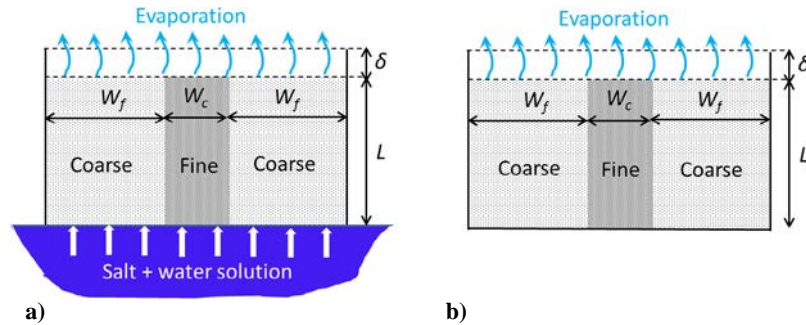 Evaporation
δ
W_f W_c W_f
L
Coarse Fine Coarse
Salt + water solution
a)
Evaporation
δ
W_f W_c W_f
L
Coarse Fine Coarse
b)